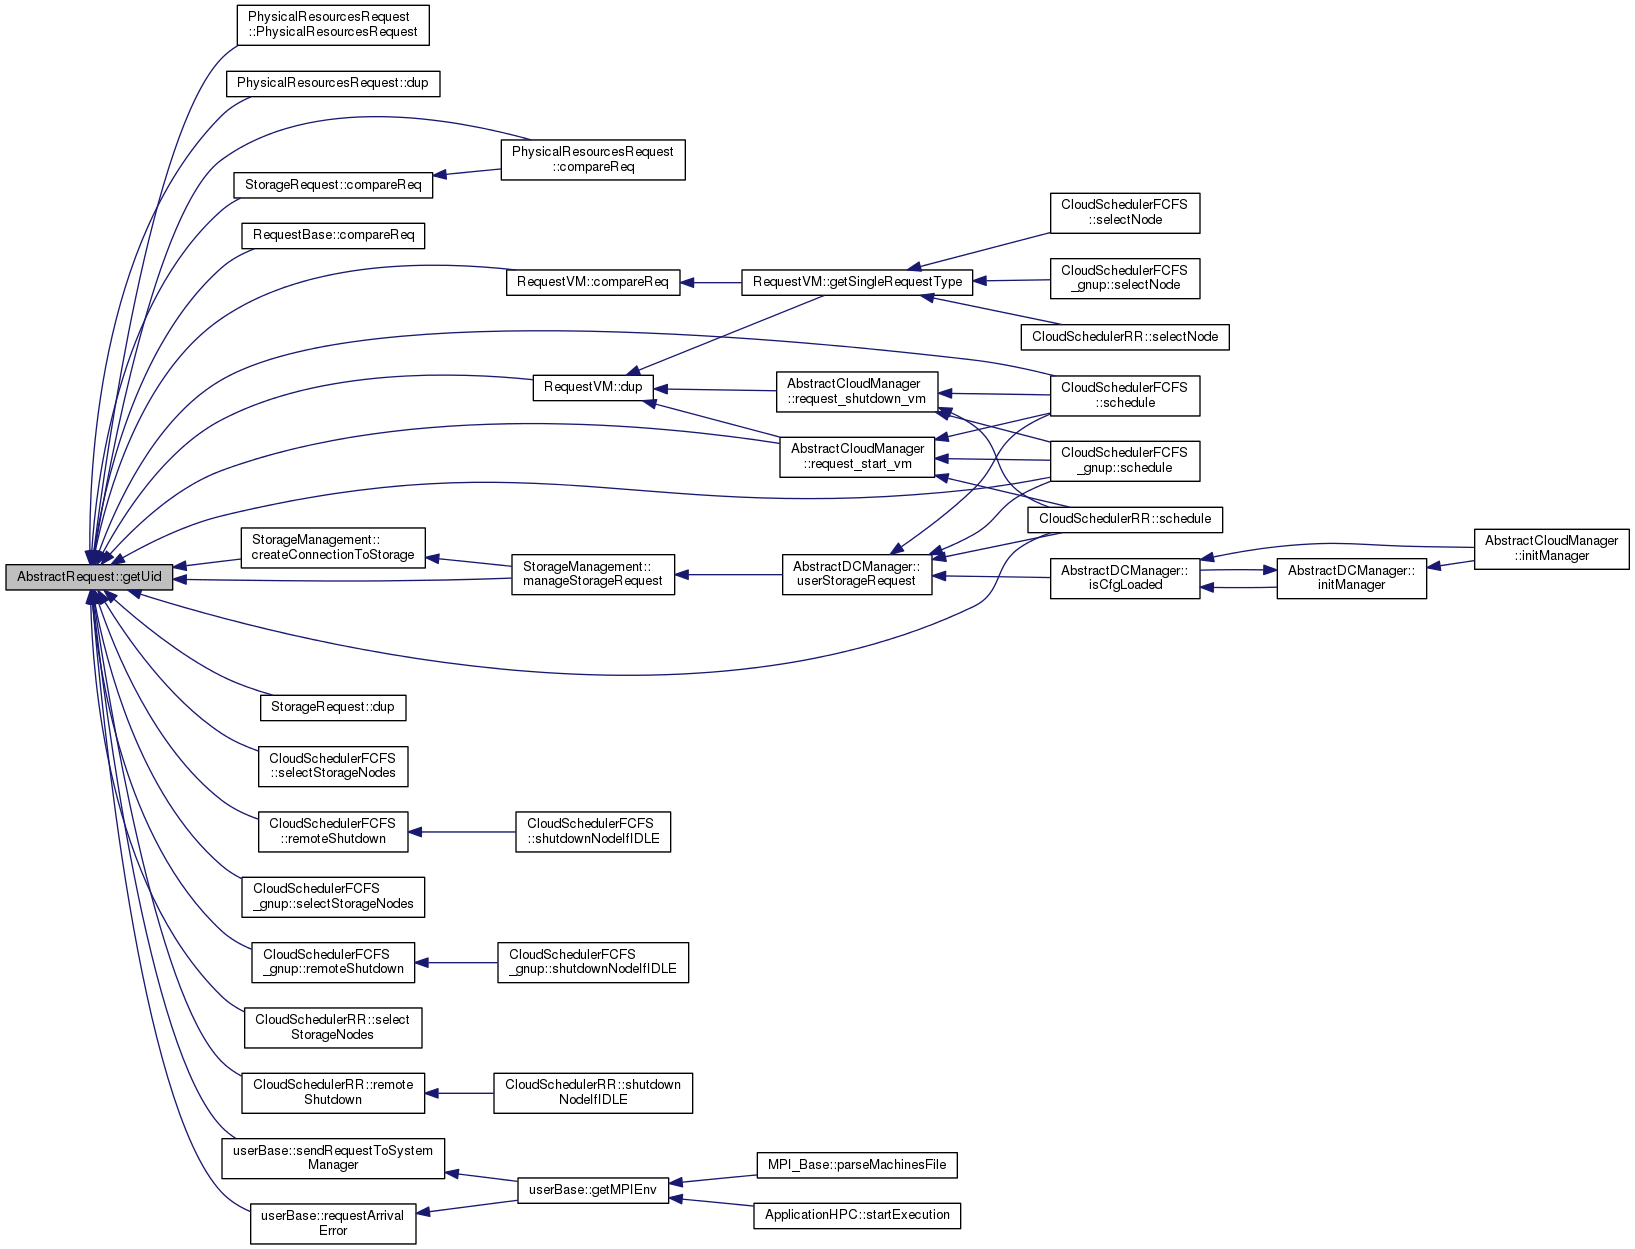 PhysicalResourcesRequest
::PhysicalResourcesRequest
PhysicalResourcesRequest::dup
PhysicalResourcesRequest
::compareReq
StorageRequest::compareReq
RequestBase::compareReq
RequestVM::compareReq
RequestVM::getSingleRequestType
CloudSchedulerFCFS
::selectNode
CloudSchedulerFCFS
_gnup::selectNode
CloudSchedulerRR::selectNode
RequestVM::dup
AbstractCloudManager
::request_shutdown_vm
CloudSchedulerFCFS
::schedule
AbstractCloudManager
::request_start_vm
CloudSchedulerFCFS
_gnup::schedule
CloudSchedulerRR::schedule
AbstractRequest::getUid
StorageManagement::
createConnectionToStorage
StorageManagement::
manageStorageRequest
AbstractDCManager::
userStorageRequest
AbstractDCManager::
isCfgLoaded
AbstractDCManager::
initManager
AbstractCloudManager
::initManager
StorageRequest::dup
CloudSchedulerFCFS
::selectStorageNodes
CloudSchedulerFCFS
::remoteShutdown
CloudSchedulerFCFS
::shutdownNodeIfIDLE
CloudSchedulerFCFS
_gnup::selectStorageNodes
CloudSchedulerFCFS
_gnup::remoteShutdown
CloudSchedulerFCFS
_gnup::shutdownNodeIfIDLE
CloudSchedulerRR::select
StorageNodes
CloudSchedulerRR::remote
Shutdown
CloudSchedulerRR::shutdown
NodeIfIDLE
userBase::sendRequestToSystem
Manager
userBase::requestArrival
Error
userBase::getMPIEnv
MPI_Base::parseMachinesFile
ApplicationHPC::startExecution